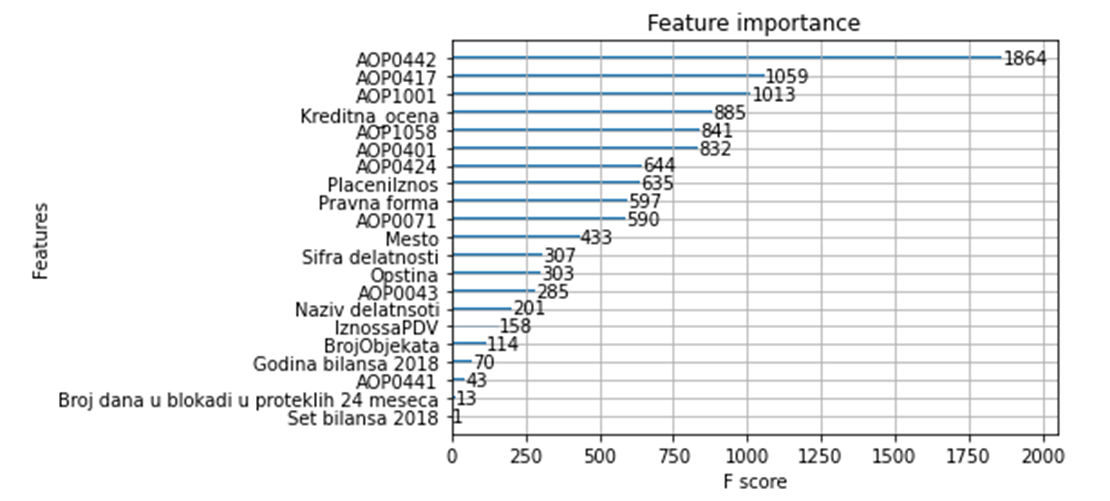 Feature importance
AOP0442 1864
AOP0417 1059
AOP1001 1013
Kreditna_ocena 885
AOP1058 841
AOP0401 832
AOP0424 644
PlaceniIznos 635
Pravna forma 597
AOP0071 590
Mesto 433
Sifra delatnosti 307
Opstina 303
AOP0043 285
Naziv delatnsoti 201
IznossaPDV 158
BrojObjekata 114
Godina bilansa 2018 70
AOP0441 43
Broj dana u blokadi u proteklih 24 meseca 13
Set bilansa 2018 1
Features
0 250 500 750 1000 1250 1500 1750 2000
F score